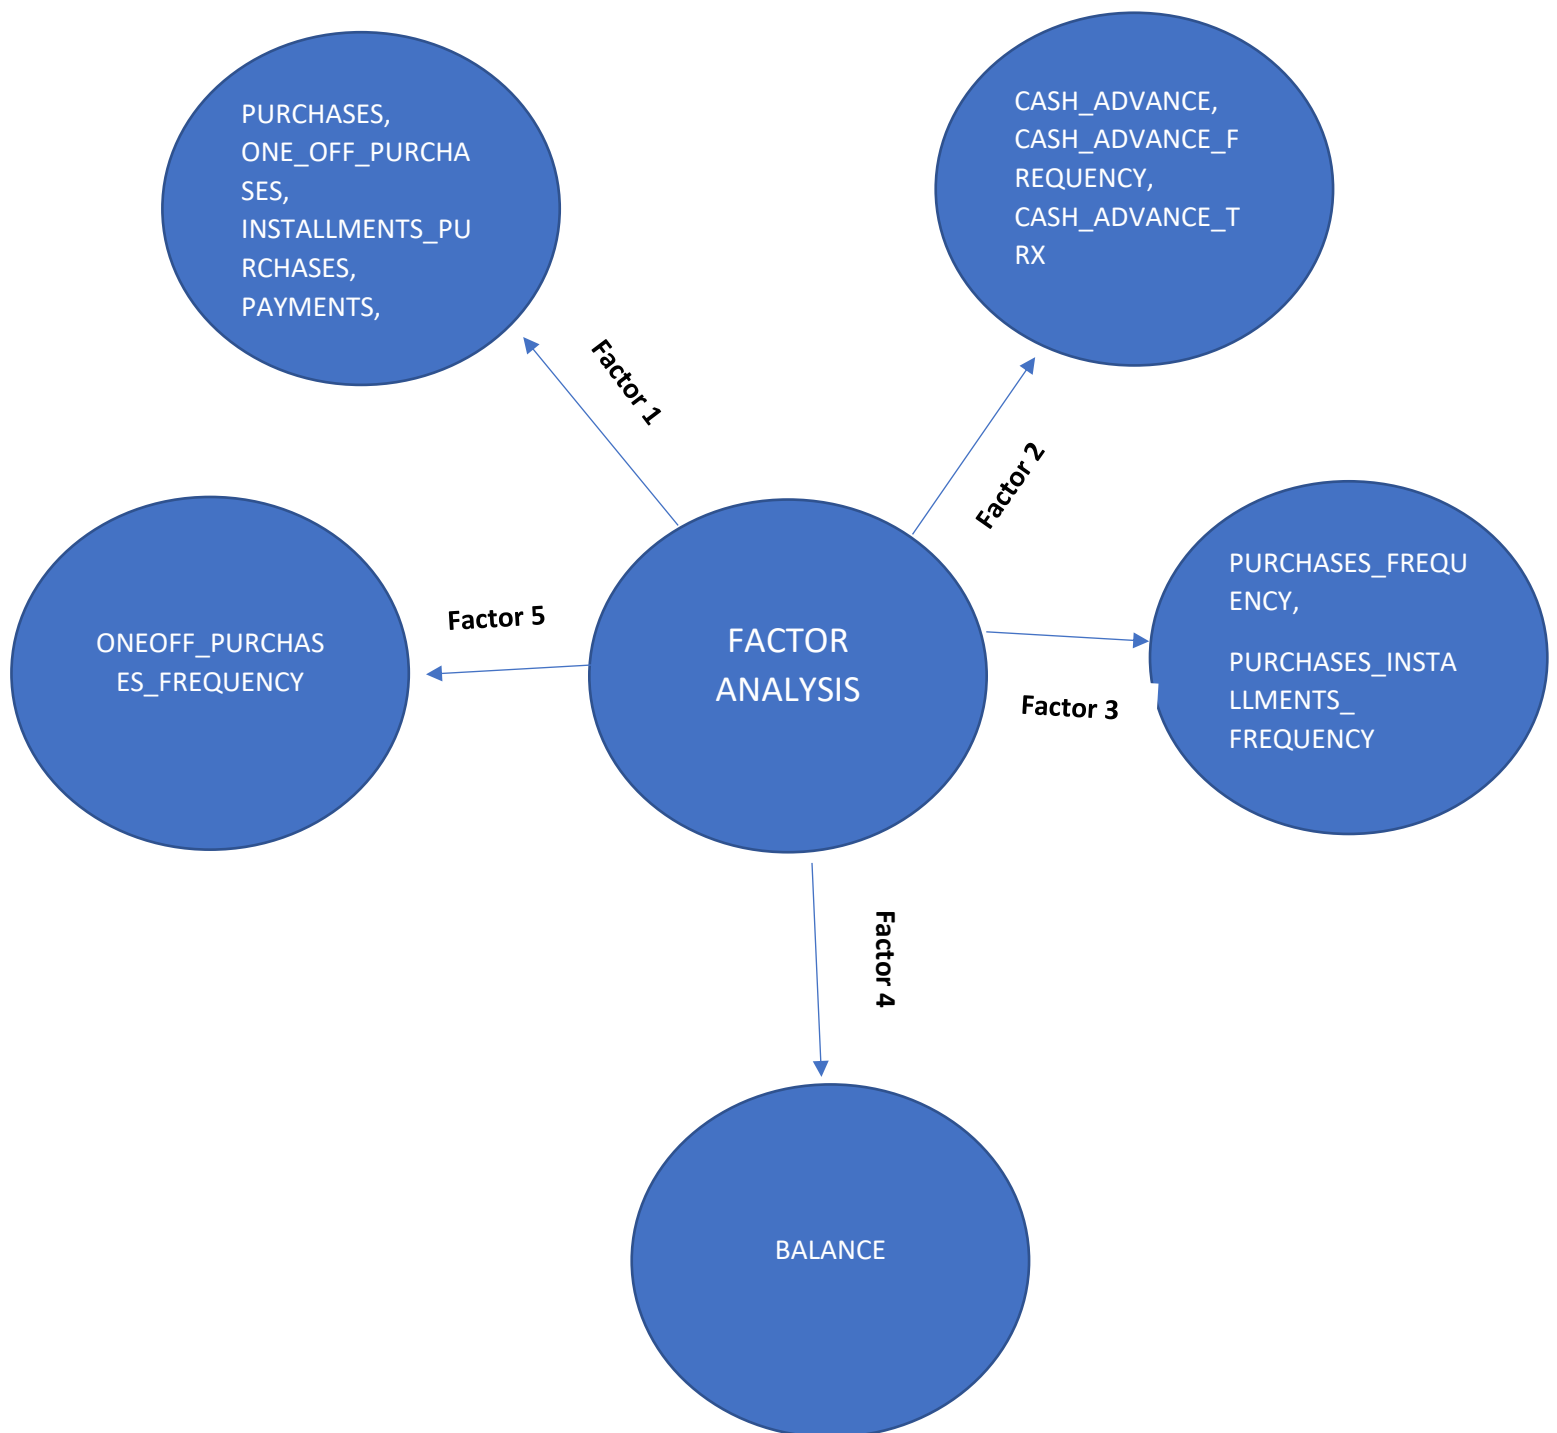 PURCHASES,
ONE_OFF_PURCHA
SES,
INSTALLMENTS_PU
RCHASES,
PAYMENTS,
CASH_ADVANCE,
CASH_ADVANCE_F
REQUENCY,
CASH_ADVANCE_T
RX
Factor 1
Factor 2
PURCHASES_FREQU
ENCY,
PURCHASES_INSTA
LLMENTS_
FREQUENCY
Factor 5
ONEOFF_PURCHAS
ES_FREQUENCY
FACTOR
ANALYSIS
Factor 3
Factor 4
BALANCE